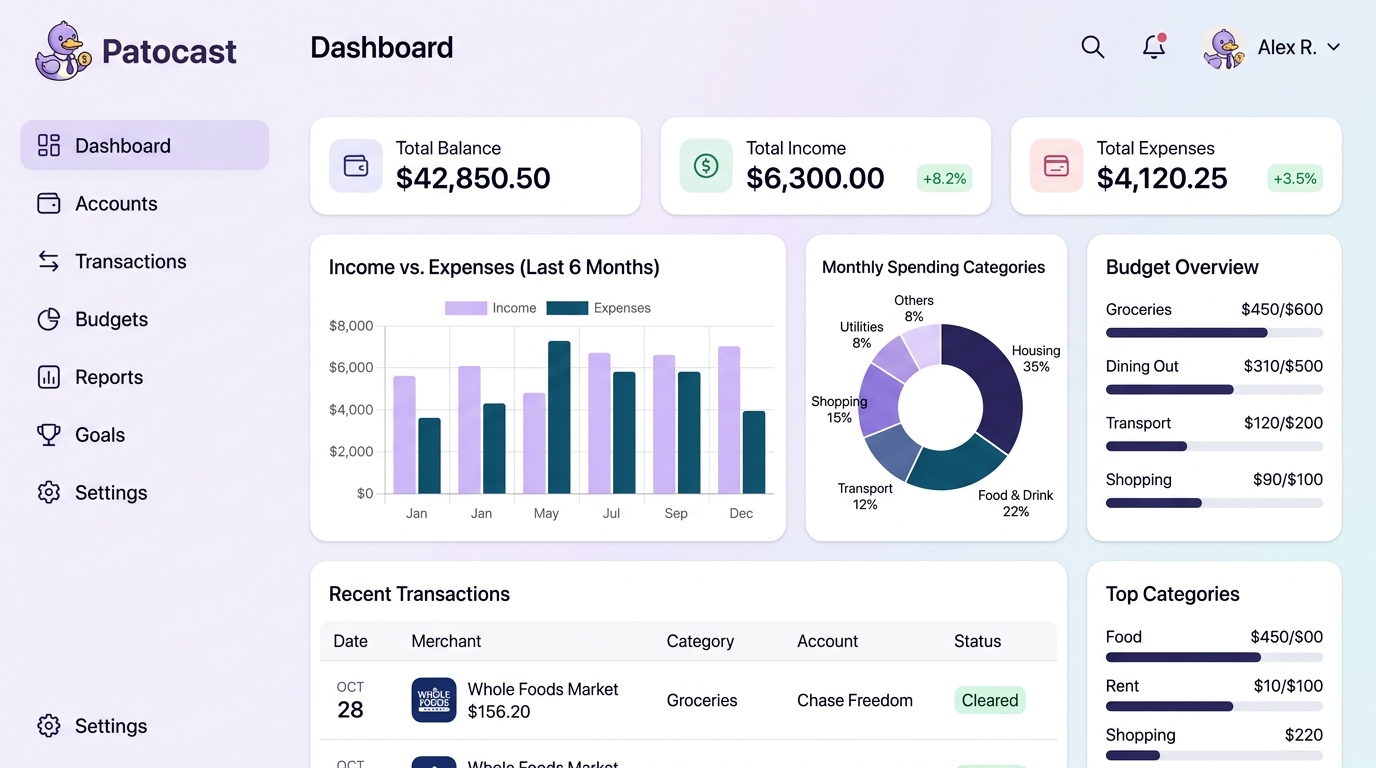 Patocast
Dashboard
Alex R.
Dashboard
Accounts
Transactions
Budgets
Reports
Goals
Settings
Settings
Total Balance
$42,850.50
Total Income
$6,300.00
+8.2%
Total Expenses
$4,120.25
+3.5%
Income vs. Expenses (Last 6 Months)
Income
Expenses
$8,000
$6,000
$4,000
$2,000
$0
Jan
Jan
May
Jul
Sep
Dec
Monthly Spending Categories
Others
8%
Utilities
8%
Housing
35%
Shopping
15%
Transport
12%
Food & Drink
22%
Budget Overview
Groceries $450/$600
Dining Out $310/$500
Transport $120/$200
Shopping $90/$100
Recent Transactions
Date Merchant Category Account Status
OCT
28
WHOLE
FOODS
MARKET
Whole Foods Market
$156.20
Groceries
Chase Freedom
Cleared
OCT
Whole Foods Market
Top Categories
Food $450/$00
Rent $10/$100
Shopping $220